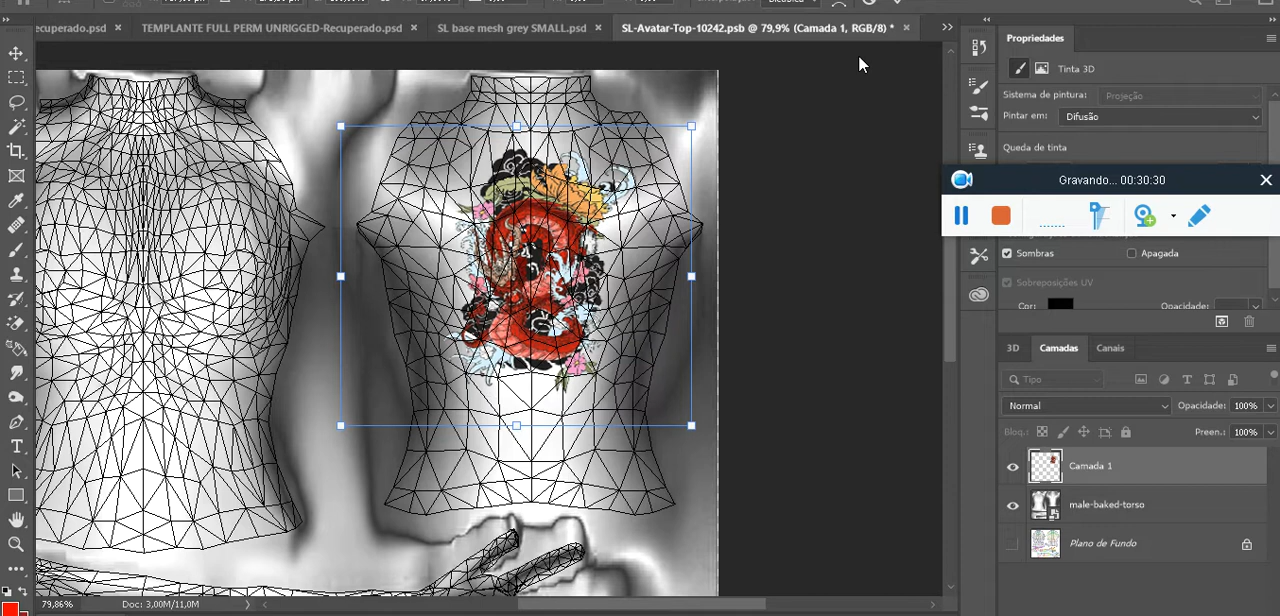 ecuperado.psd ×
TEMPLANTE FULL PERM UNRIGGED-Recuperado.psd ×
SL base mesh grey SMALL.psd ×
SL-Avatar-Top-10242.psb @ 79,9% (Camada 1, RGB/8) * ×
Propriedades
Tinta 3D
Sistema de pintura: Projeção
Pintar em: Difusão
Queda de tinta
Gravando... 00:30:30
Sombras Apagada
Sobreposições UV
Cor: Opacidade:
3D Camadas Canais
Tipo
Normal Opacidade: 100%
Bloq.: Preen.: 100%
Camada 1
male-baked-torso
Plano de Fundo
79,86% Doc: 3,00M/11,0M